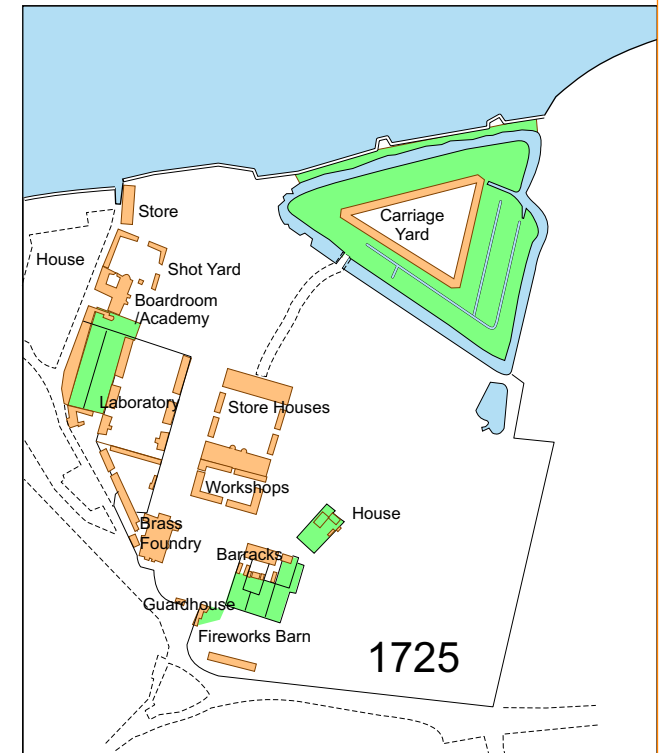 Carriage
Yard
Store
House
Shot Yard
Boardroom
/Academy
Laboratory
Store Houses
Workshops
House
Brass
Foundry
Barracks
Guardhouse
Fireworks Barn
1725